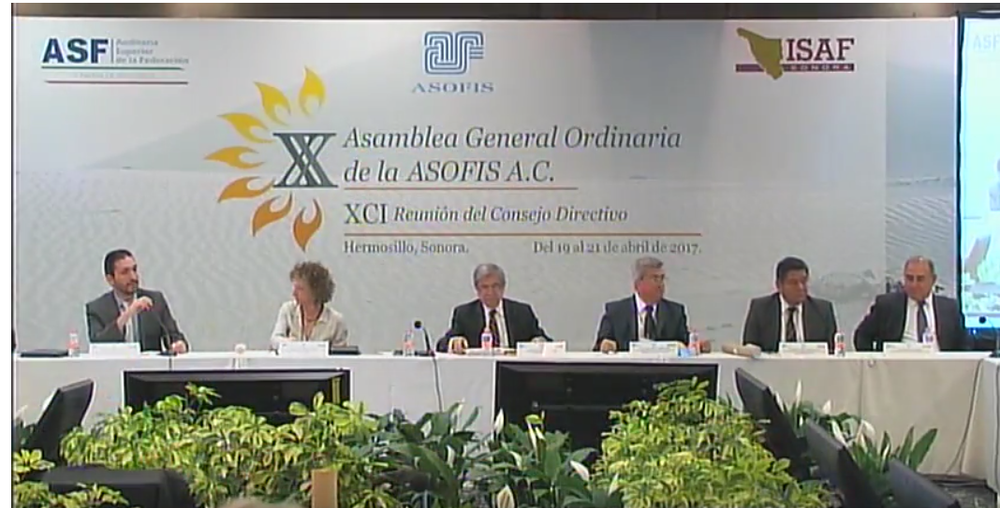 ASF
Auditoría
Superior
de la Federación
ASOFIS
ISAF
SONORA
XX
Asamblea General Ordinaria
de la ASOFIS A.C.
XCI Reunión del Consejo Directivo
Hermosillo, Sonora. Del 19 al 21 de abril de 2017.
ASF